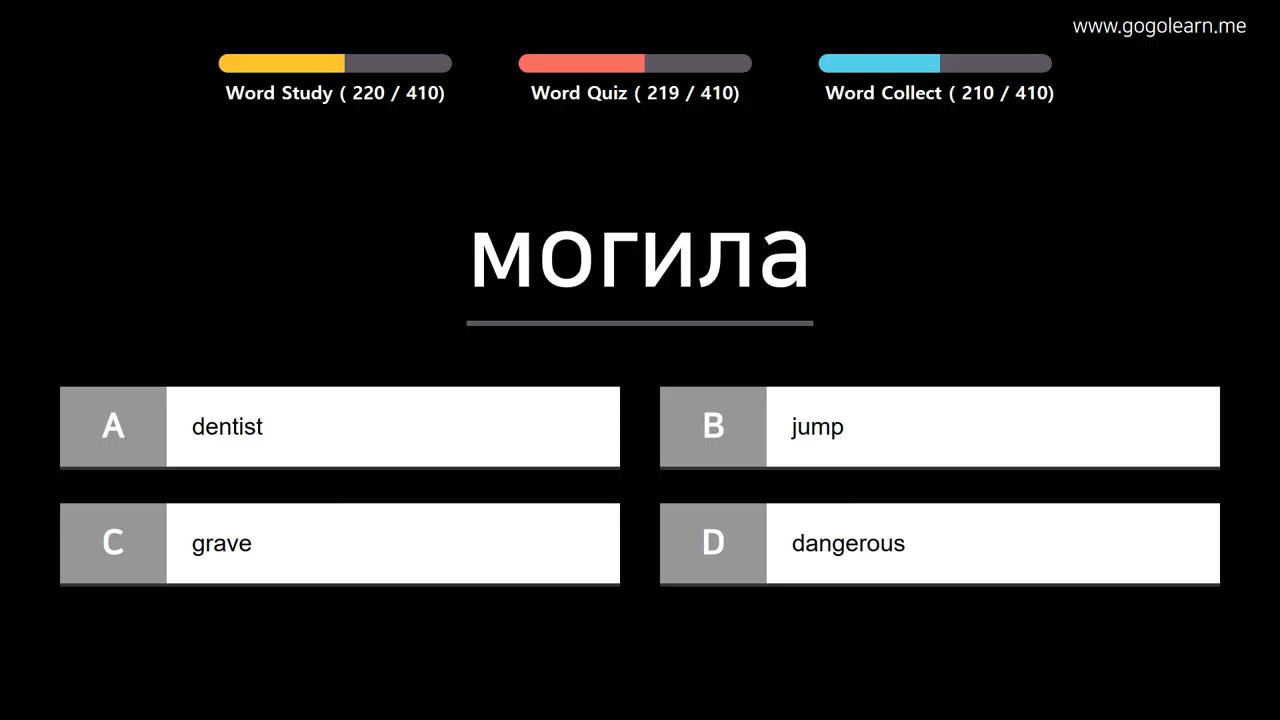 www.gogolearn.me
Word Study ( 220 / 410)
Word Quiz ( 219 / 410)
Word Collect ( 210 / 410)
могила
A dentist
B jump
C grave
D dangerous